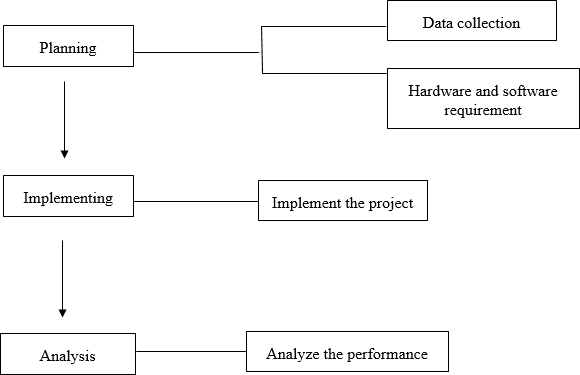 Planning
Data collection
Hardware and software
requirement
Implementing
Implement the project
Analysis
Analyze the performance